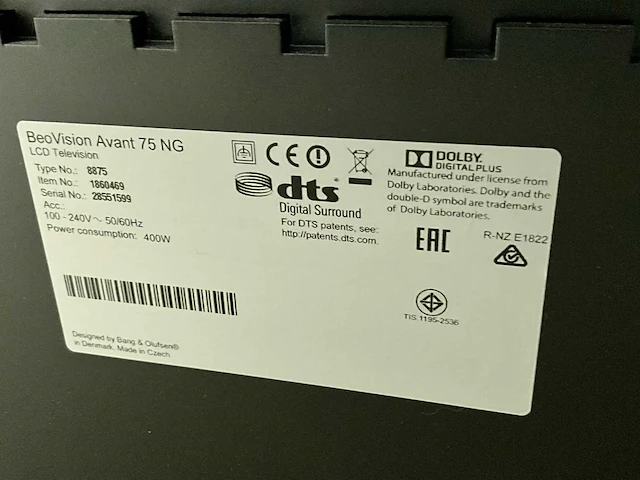 BeoVision Avant 75 NG
LCD Television
Type No.: 8875
Item No.: 1860469
Serial No.: 28551599
Acc.:
100 - 240V ~ 50/60Hz
Power consumption: 400W
Designed by Bang & Olufsen®
in Denmark. Made in Czech.
CE
dts
Digital Surround
For DTS patents, see:
http://patents.dts.com.
DOLBY
DIGITAL PLUS
Manufactured under license from
Dolby Laboratories. Dolby and the
double-D symbol are trademarks
of Dolby Laboratories.
EAC
R-NZ E1822
TIS.1195-2536